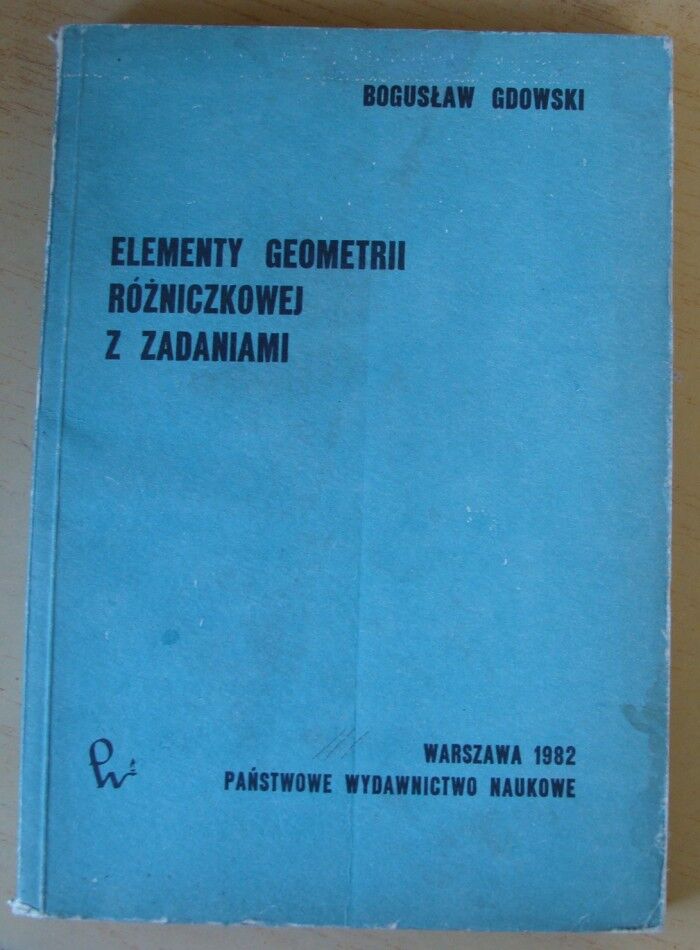 BOGUSŁAW GDOWSKI
ELEMENTY GEOMETRII
RÓŻNICZKOWEJ
Z ZADANIAMI
WARSZAWA 1982
PAŃSTWOWE WYDAWNICTWO NAUKOWE